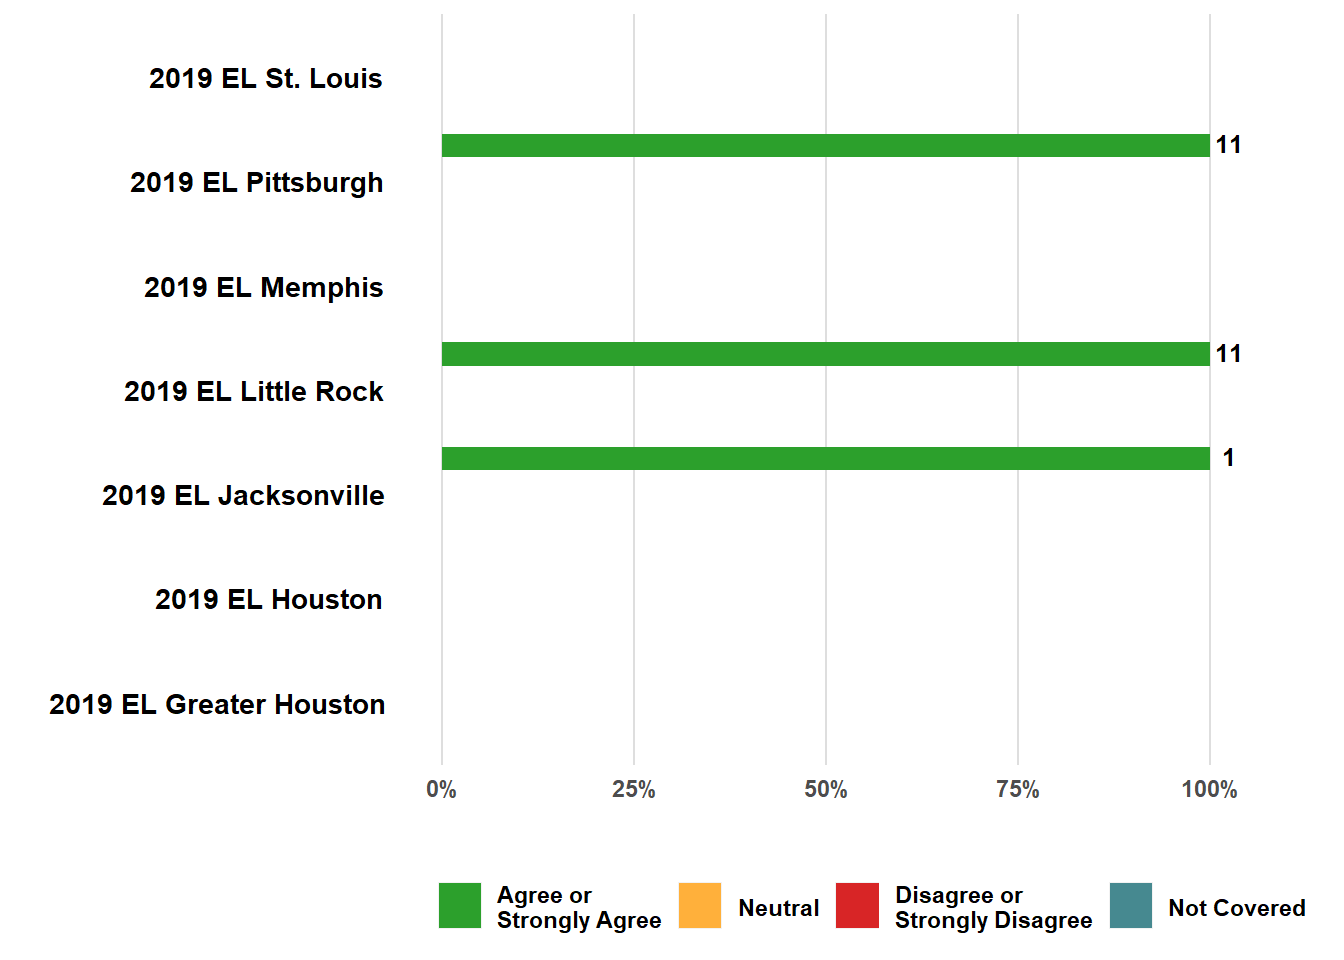 2019 EL St. Louis
11
2019 EL Pittsburgh
2019 EL Memphis
11
2019 EL Little Rock
1
2019 EL Jacksonville
2019 EL Houston
2019 EL Greater Houston
0% 25% 50% 75% 100%
Agree or
Strongly Agree
Neutral
Disagree or
Strongly Disagree
Not Covered